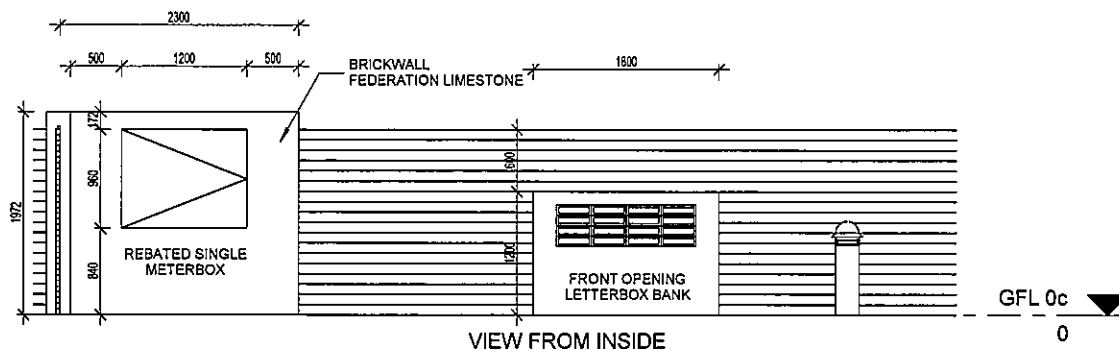 2300
500 1200 500
BRICKWALL
FEDERATION LIMESTONE
1800
172
600
960
1972
REBATED SINGLE
METERBOX
840
1200
FRONT OPENING
LETTERBOX BANK
GFL 0c
0
VIEW FROM INSIDE